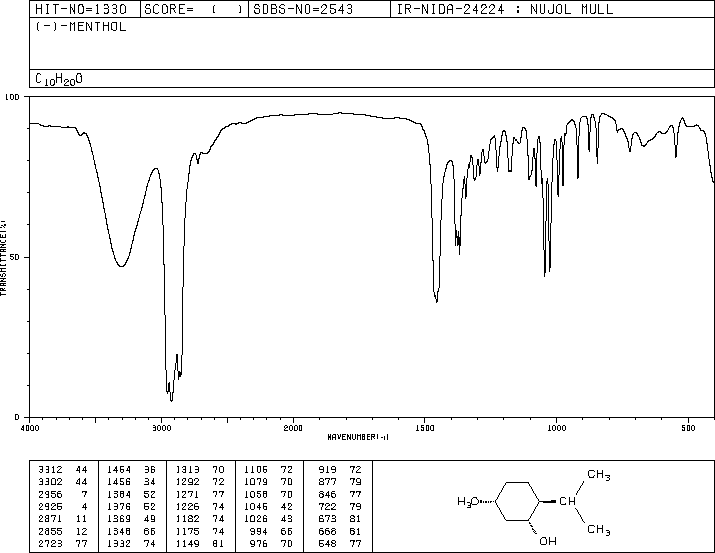 HIT-NO=1330 SCORE= ( ) SDBS-NO=2543 IR-NIDA-24224 : NUJOL MULL
(-)-MENTHOL
C10H20O
100
50
0
TRANSMITTANCE(%)
4000 3000 2000 1500 1000 500
WAVENUMBER(-1)
3312 44 1464 36 1313 70 1106 72 919 72
3302 44 1456 34 1292 72 1079 70 877 79
2956 7 1384 52 1271 77 1058 70 846 77
2925 4 1376 52 1226 74 1045 42 722 79
2871 11 1369 49 1182 74 1026 43 673 81
2855 12 1348 66 1175 74 994 66 668 81
2723 77 1332 74 1149 81 976 70 548 77
CH3
H3C
CH
CH3
OH